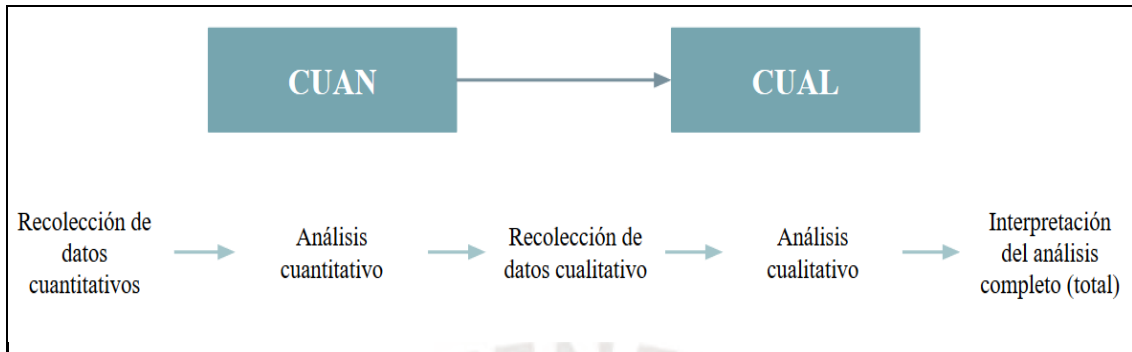 CUAN
CUAL
Recolección de
datos
cuantitativos
Análisis
cuantitativo
Recolección de
datos cualitativo
Análisis
cualitativo
Interpretación
del análisis
completo (total)